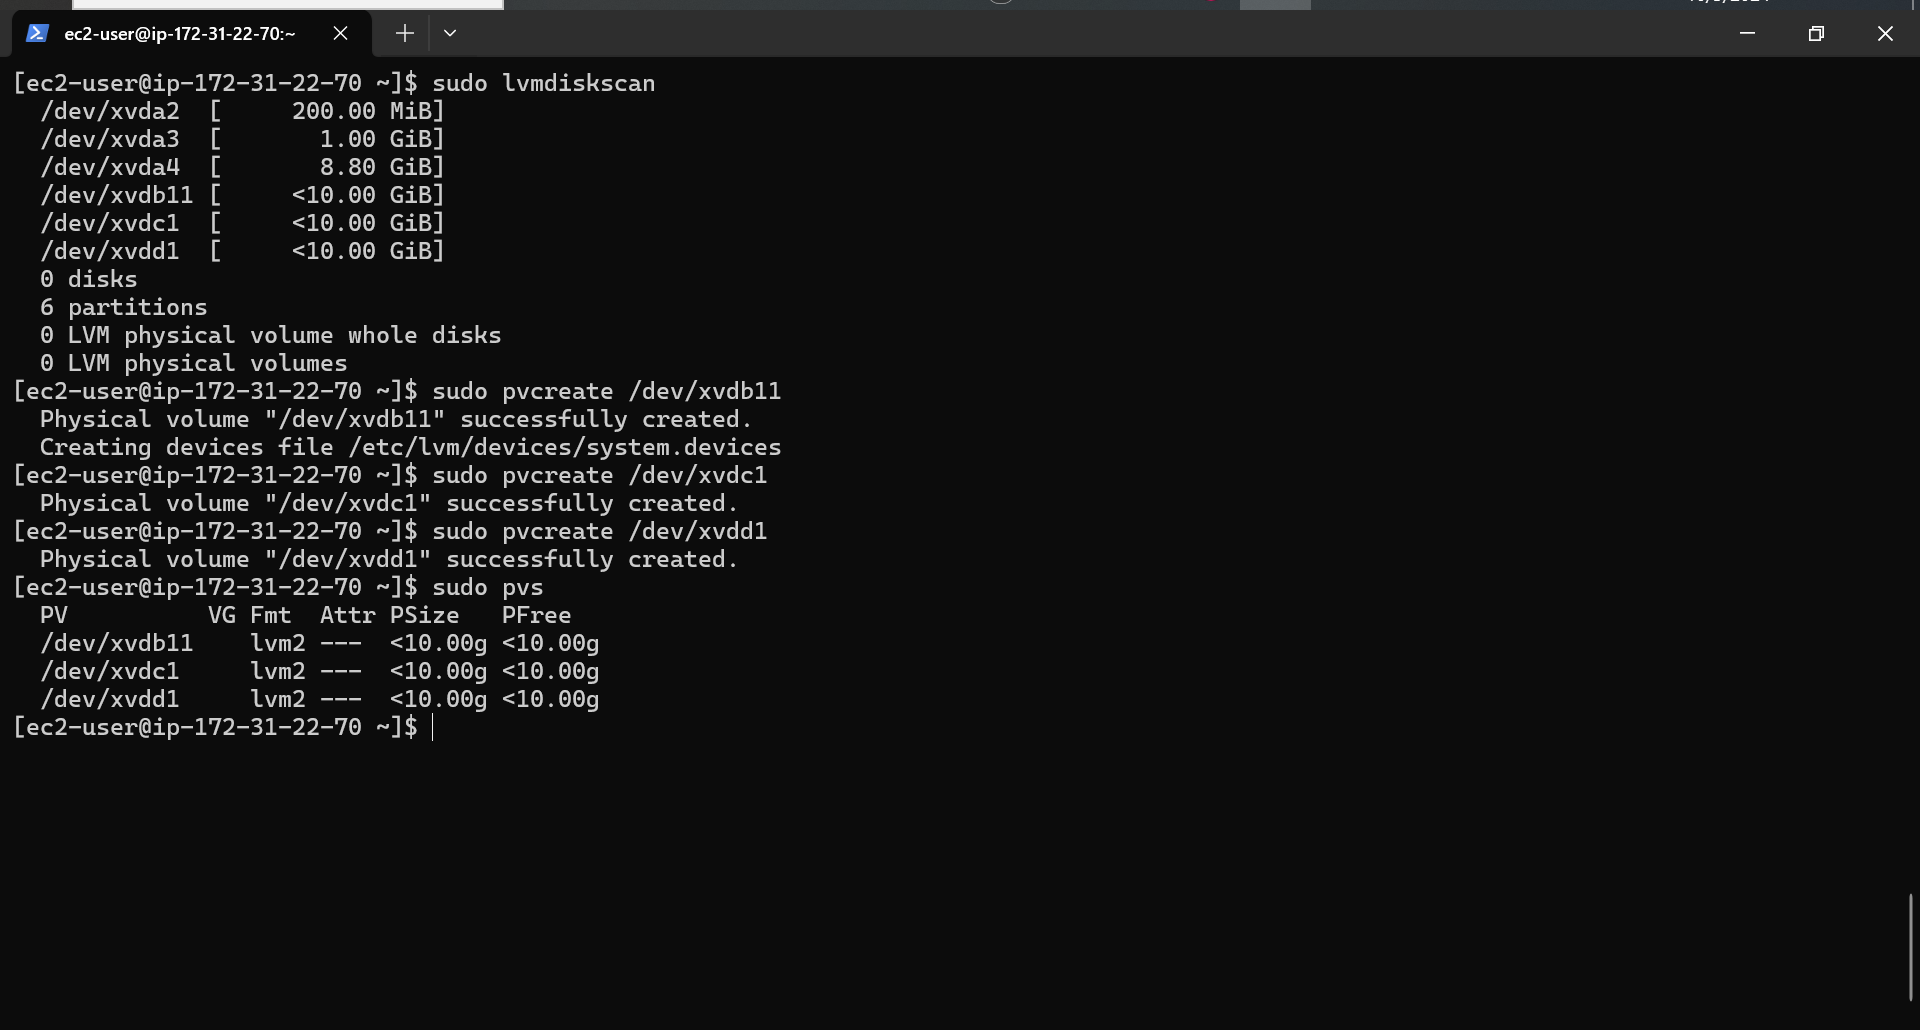 ec2-user@ip-172-31-22-70:~
[ec2-user@ip-172-31-22-70 ~]$ sudo lvmdiskscan
  /dev/xvda2  [     200.00 MiB]
  /dev/xvda3  [       1.00 GiB]
  /dev/xvda4  [       8.80 GiB]
  /dev/xvdb11 [     <10.00 GiB]
  /dev/xvdc1  [     <10.00 GiB]
  /dev/xvdd1  [     <10.00 GiB]
  0 disks
  6 partitions
  0 LVM physical volume whole disks
  0 LVM physical volumes
[ec2-user@ip-172-31-22-70 ~]$ sudo pvcreate /dev/xvdb11
  Physical volume "/dev/xvdb11" successfully created.
  Creating devices file /etc/lvm/devices/system.devices
[ec2-user@ip-172-31-22-70 ~]$ sudo pvcreate /dev/xvdc1
  Physical volume "/dev/xvdc1" successfully created.
[ec2-user@ip-172-31-22-70 ~]$ sudo pvcreate /dev/xvdd1
  Physical volume "/dev/xvdd1" successfully created.
[ec2-user@ip-172-31-22-70 ~]$ sudo pvs
  PV          VG Fmt  Attr PSize   PFree
  /dev/xvdb11    lvm2 ---  <10.00g <10.00g
  /dev/xvdc1     lvm2 ---  <10.00g <10.00g
  /dev/xvdd1     lvm2 ---  <10.00g <10.00g
[ec2-user@ip-172-31-22-70 ~]$